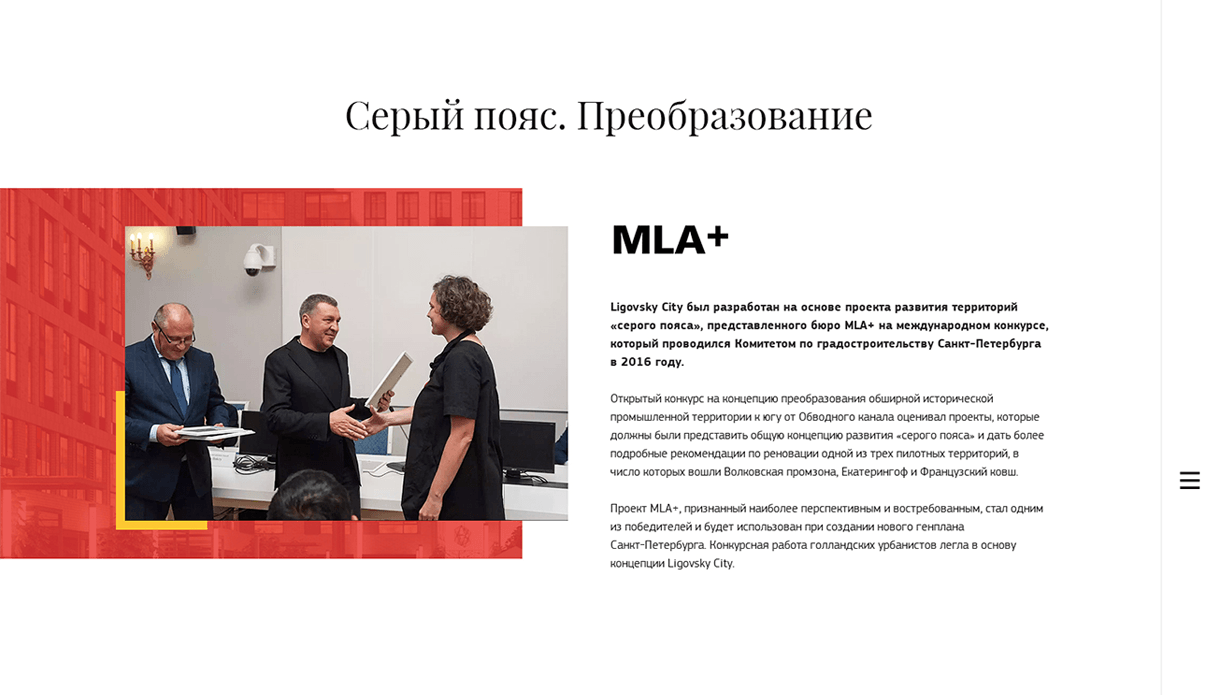 Серый пояс. Преобразование
MLA+
Ligovsky City был разработан на основе проекта развития территорий
«серого пояса», представленного бюро MLA+ на международном конкурсе,
который проводился Комитетом по градостроительству Санкт-Петербурга
в 2016 году.
Открытый конкурс на концепцию преобразования обширной исторической
промышленной территории к югу от Обводного канала оценивал проекты, которые
должны были представить общую концепцию развития «серого пояса» и дать более
подробные рекомендации по реновации одной из трех пилотных территорий, в
число которых вошли Волковская промзона, Екатерингоф и Французский ковш.
Проект MLA+, признанный наиболее перспективным и востребованным, стал одним
из победителей и будет использован при создании нового генплана
Санкт-Петербурга. Конкурсная работа голландских урбанистов легла в основу
концепции Ligovsky City.